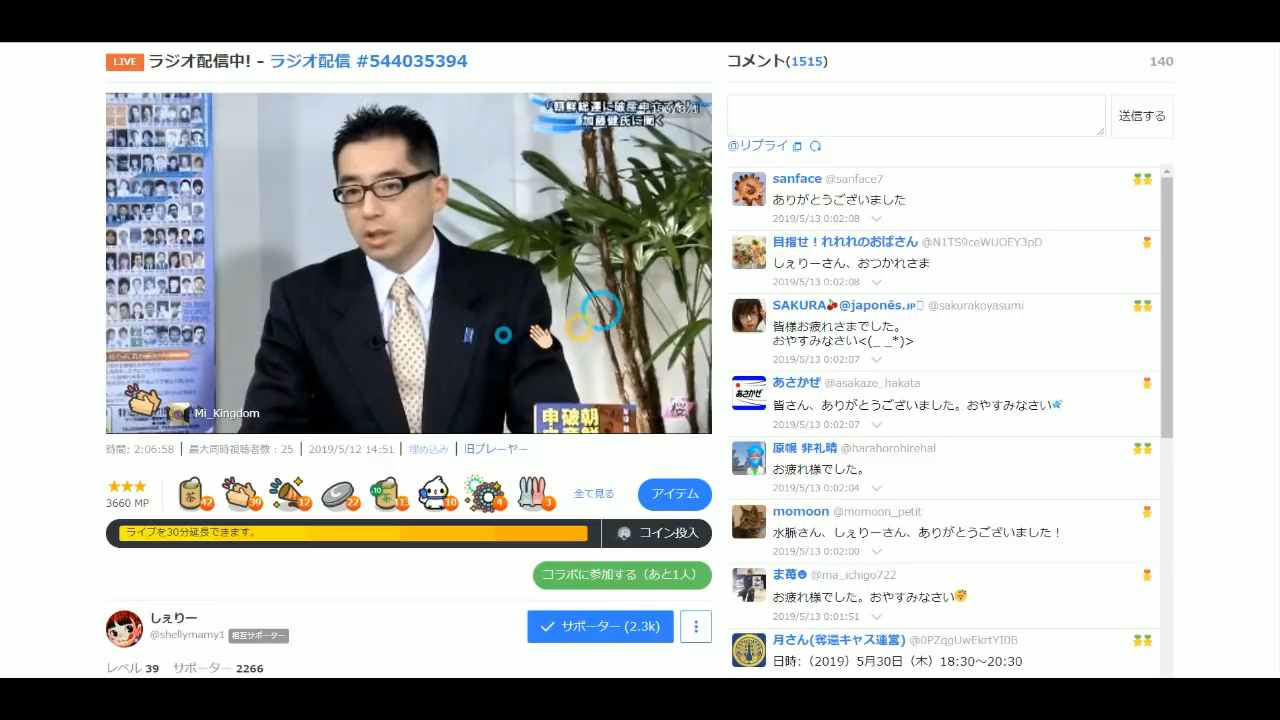 LIVE ラジオ配信中! - ラジオ配信 #544035394
「朝鮮総連に破産申立て(3/4)
加藤健氏に聞く
Mi_Kingdom
時間: 2:06:58 | 最大同時視聴者数 : 25 | 2019/5/12 14:51 | 埋め込み | 旧プレーヤー
3660 MP
42
39
12
22
10
4
3
全て見る
アイテム
ライブを30分延長できます。
コイン投入
コラボに参加する（あと1人）
しぇりー
@shellymamy1 相互サポーター
サポーター (2.3k)
レベル 39 サポーター 2266
コメント(1515)
140
送信する
@リプライ
sanface @sanface7
ありがとうございました
2019/5/13 0:02:08
目指せ！れれれのおばさん @N1TS9ceWUOEY3pD
しぇりーさん、おつかれさま
2019/5/13 0:02:08
SAKURA🍒@japonês.JP @sakurakoyasumi
皆様お疲れさまでした。
おやすみなさい<(_ _*)>
2019/5/13 0:02:07
あさかぜ @asakaze_hakata
皆さん、ありがとうございました。おやすみなさい
2019/5/13 0:02:07
原幌 非礼晴 @harahorohirehal
お疲れ様でした。
2019/5/13 0:02:04
momoon @momoon_petit
水脈さん、しぇりーさん、ありがとうございました！
2019/5/13 0:02:00
ま苺 @ma_ichigo722
お疲れ様でした。おやすみなさい
2019/5/13 0:01:51
月さん(奪還キャス運営) @0PZqgUwEkrtYI0B
日時:（2019）5月30日（木）18:30～20:30